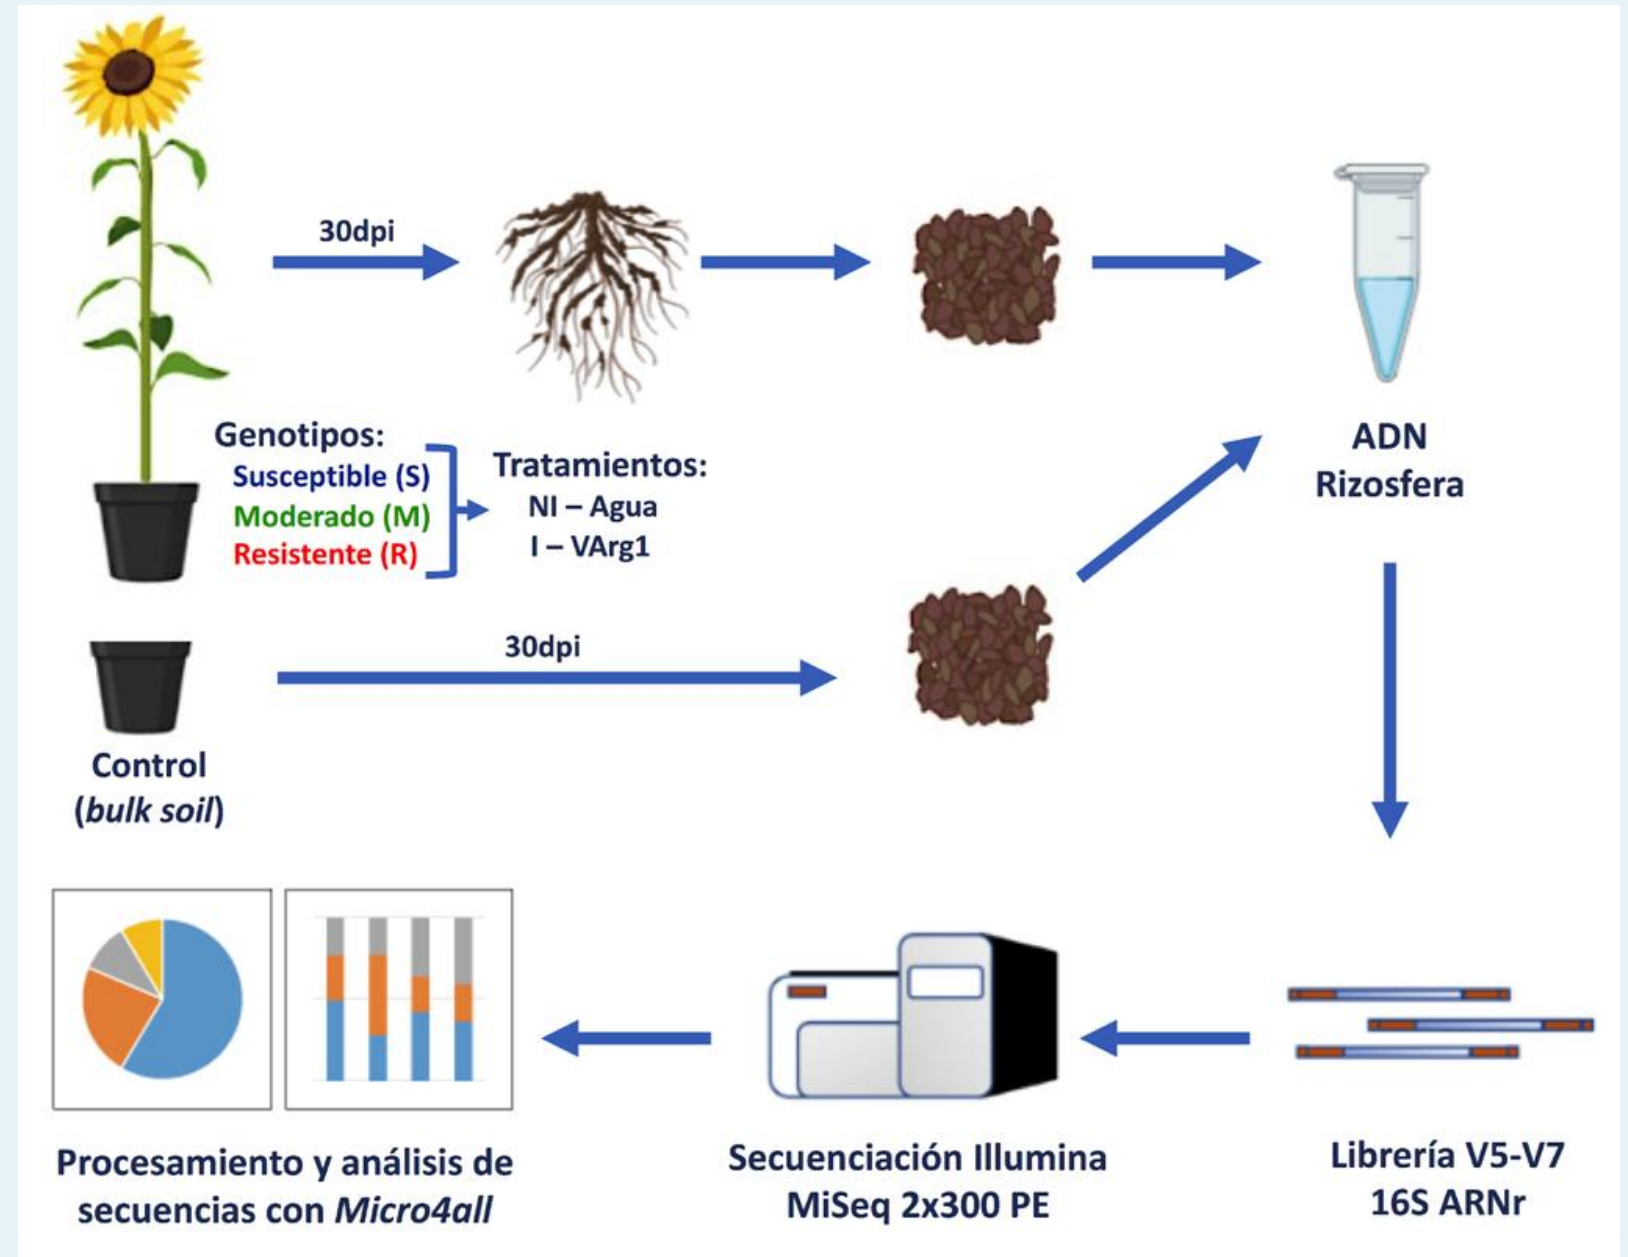 30dpi
Genotipos:
Susceptible (S)
Moderado (M)
Resistente (R)
Tratamientos:
NI – Agua
I – VArg1
ADN
Rizosfera
30dpi
Control
(bulk soil)
Procesamiento y análisis de
secuencias con Micro4all
Secuenciación Illumina
MiSeq 2x300 PE
Librería V5-V7
16S ARNr